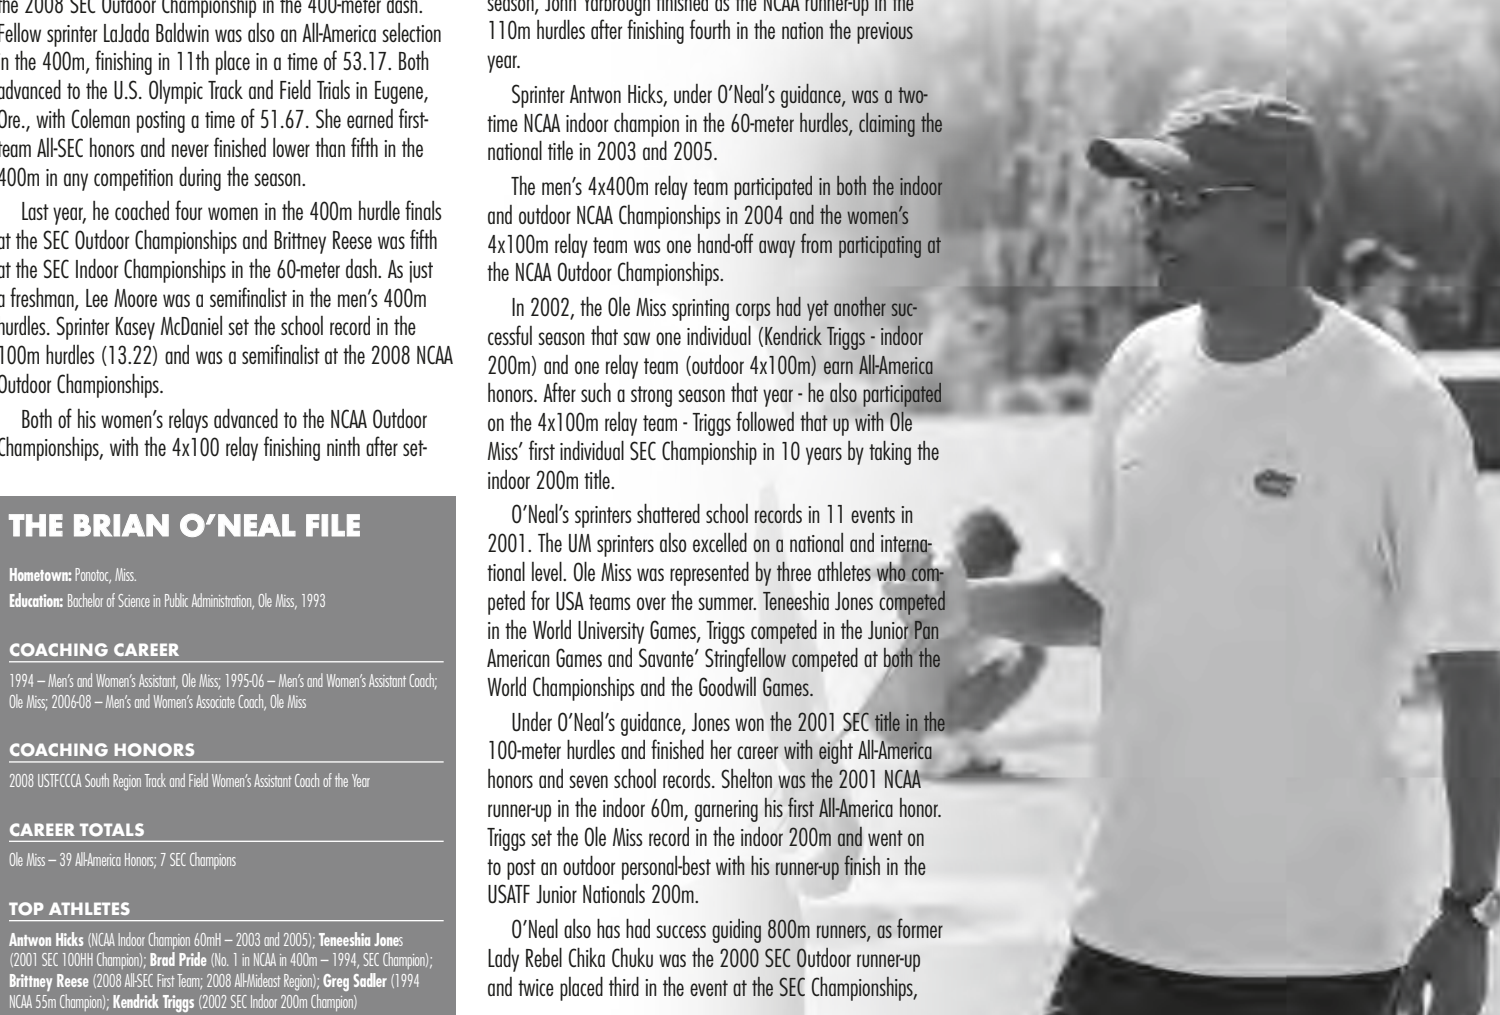 the 2008 SEC Outdoor Championship in the 400-meter dash.
Fellow sprinter LaJada Baldwin was also an All-America selection
in the 400m, finishing in 11th place in a time of 53.17. Both
advanced to the U.S. Olympic Track and Field Trials in Eugene,
Ore., with Coleman posting a time of 51.67. She earned first-
team All-SEC honors and never finished lower than fifth in the
400m in any competition during the season.
Last year, he coached four women in the 400m hurdle finals
at the SEC Outdoor Championships and Brittney Reese was fifth
at the SEC Indoor Championships in the 60-meter dash. As just
a freshman, Lee Moore was a semifinalist in the men's 400m
hurdles. Sprinter Kasey McDaniel set the school record in the
100m hurdles (13.22) and was a semifinalist at the 2008 NCAA
Outdoor Championships.
Both of his women's relays advanced to the NCAA Outdoor
Championships, with the 4x100 relay finishing ninth after set-
THE BRIAN O'NEAL FILE
Hometown: Ponotoc, Miss.
Education: Bachelor of Science in Public Administration, Ole Miss, 1993
COACHING CAREER
1994 – Men's and Women's Assistant, Ole Miss; 1995-06 – Men's and Women's Assistant Coach;
Ole Miss; 2006-08 – Men's and Women's Associate Coach, Ole Miss
COACHING HONORS
2008 USTFCCCA South Region Track and Field Women's Assistant Coach of the Year
CAREER TOTALS
Ole Miss – 39 All-America Honors; 7 SEC Champions
TOP ATHLETES
Antwon Hicks (NCAA Indoor Champion 60mH – 2003 and 2005); Teneeshia Jones
(2001 SEC 100HH Champion); Brad Pride (No. 1 in NCAA in 400m – 1994, SEC Champion);
Brittney Reese (2008 All-SEC First Team; 2008 All-Mideast Region); Greg Sadler (1994
NCAA 55m Champion); Kendrick Triggs (2002 SEC Indoor 200m Champion)
season, John Yarbrough finished as the NCAA runner-up in the
110m hurdles after finishing fourth in the nation the previous
year.
Sprinter Antwon Hicks, under O'Neal's guidance, was a two-
time NCAA indoor champion in the 60-meter hurdles, claiming the
national title in 2003 and 2005.
The men's 4x400m relay team participated in both the indoor
and outdoor NCAA Championships in 2004 and the women's
4x100m relay team was one hand-off away from participating at
the NCAA Outdoor Championships.
In 2002, the Ole Miss sprinting corps had yet another suc-
cessful season that saw one individual (Kendrick Triggs - indoor
200m) and one relay team (outdoor 4x100m) earn All-America
honors. After such a strong season that year - he also participated
on the 4x100m relay team - Triggs followed that up with Ole
Miss' first individual SEC Championship in 10 years by taking the
indoor 200m title.
O'Neal's sprinters shattered school records in 11 events in
2001. The UM sprinters also excelled on a national and interna-
tional level. Ole Miss was represented by three athletes who com-
peted for USA teams over the summer. Teneeshia Jones competed
in the World University Games, Triggs competed in the Junior Pan
American Games and Savante' Stringfellow competed at both the
World Championships and the Goodwill Games.
Under O'Neal's guidance, Jones won the 2001 SEC title in the
100-meter hurdles and finished her career with eight All-America
honors and seven school records. Shelton was the 2001 NCAA
runner-up in the indoor 60m, garnering his first All-America honor.
Triggs set the Ole Miss record in the indoor 200m and went on
to post an outdoor personal-best with his runner-up finish in the
USATF Junior Nationals 200m.
O'Neal also has had success guiding 800m runners, as former
Lady Rebel Chika Chuku was the 2000 SEC Outdoor runner-up
and twice placed third in the event at the SEC Championships,